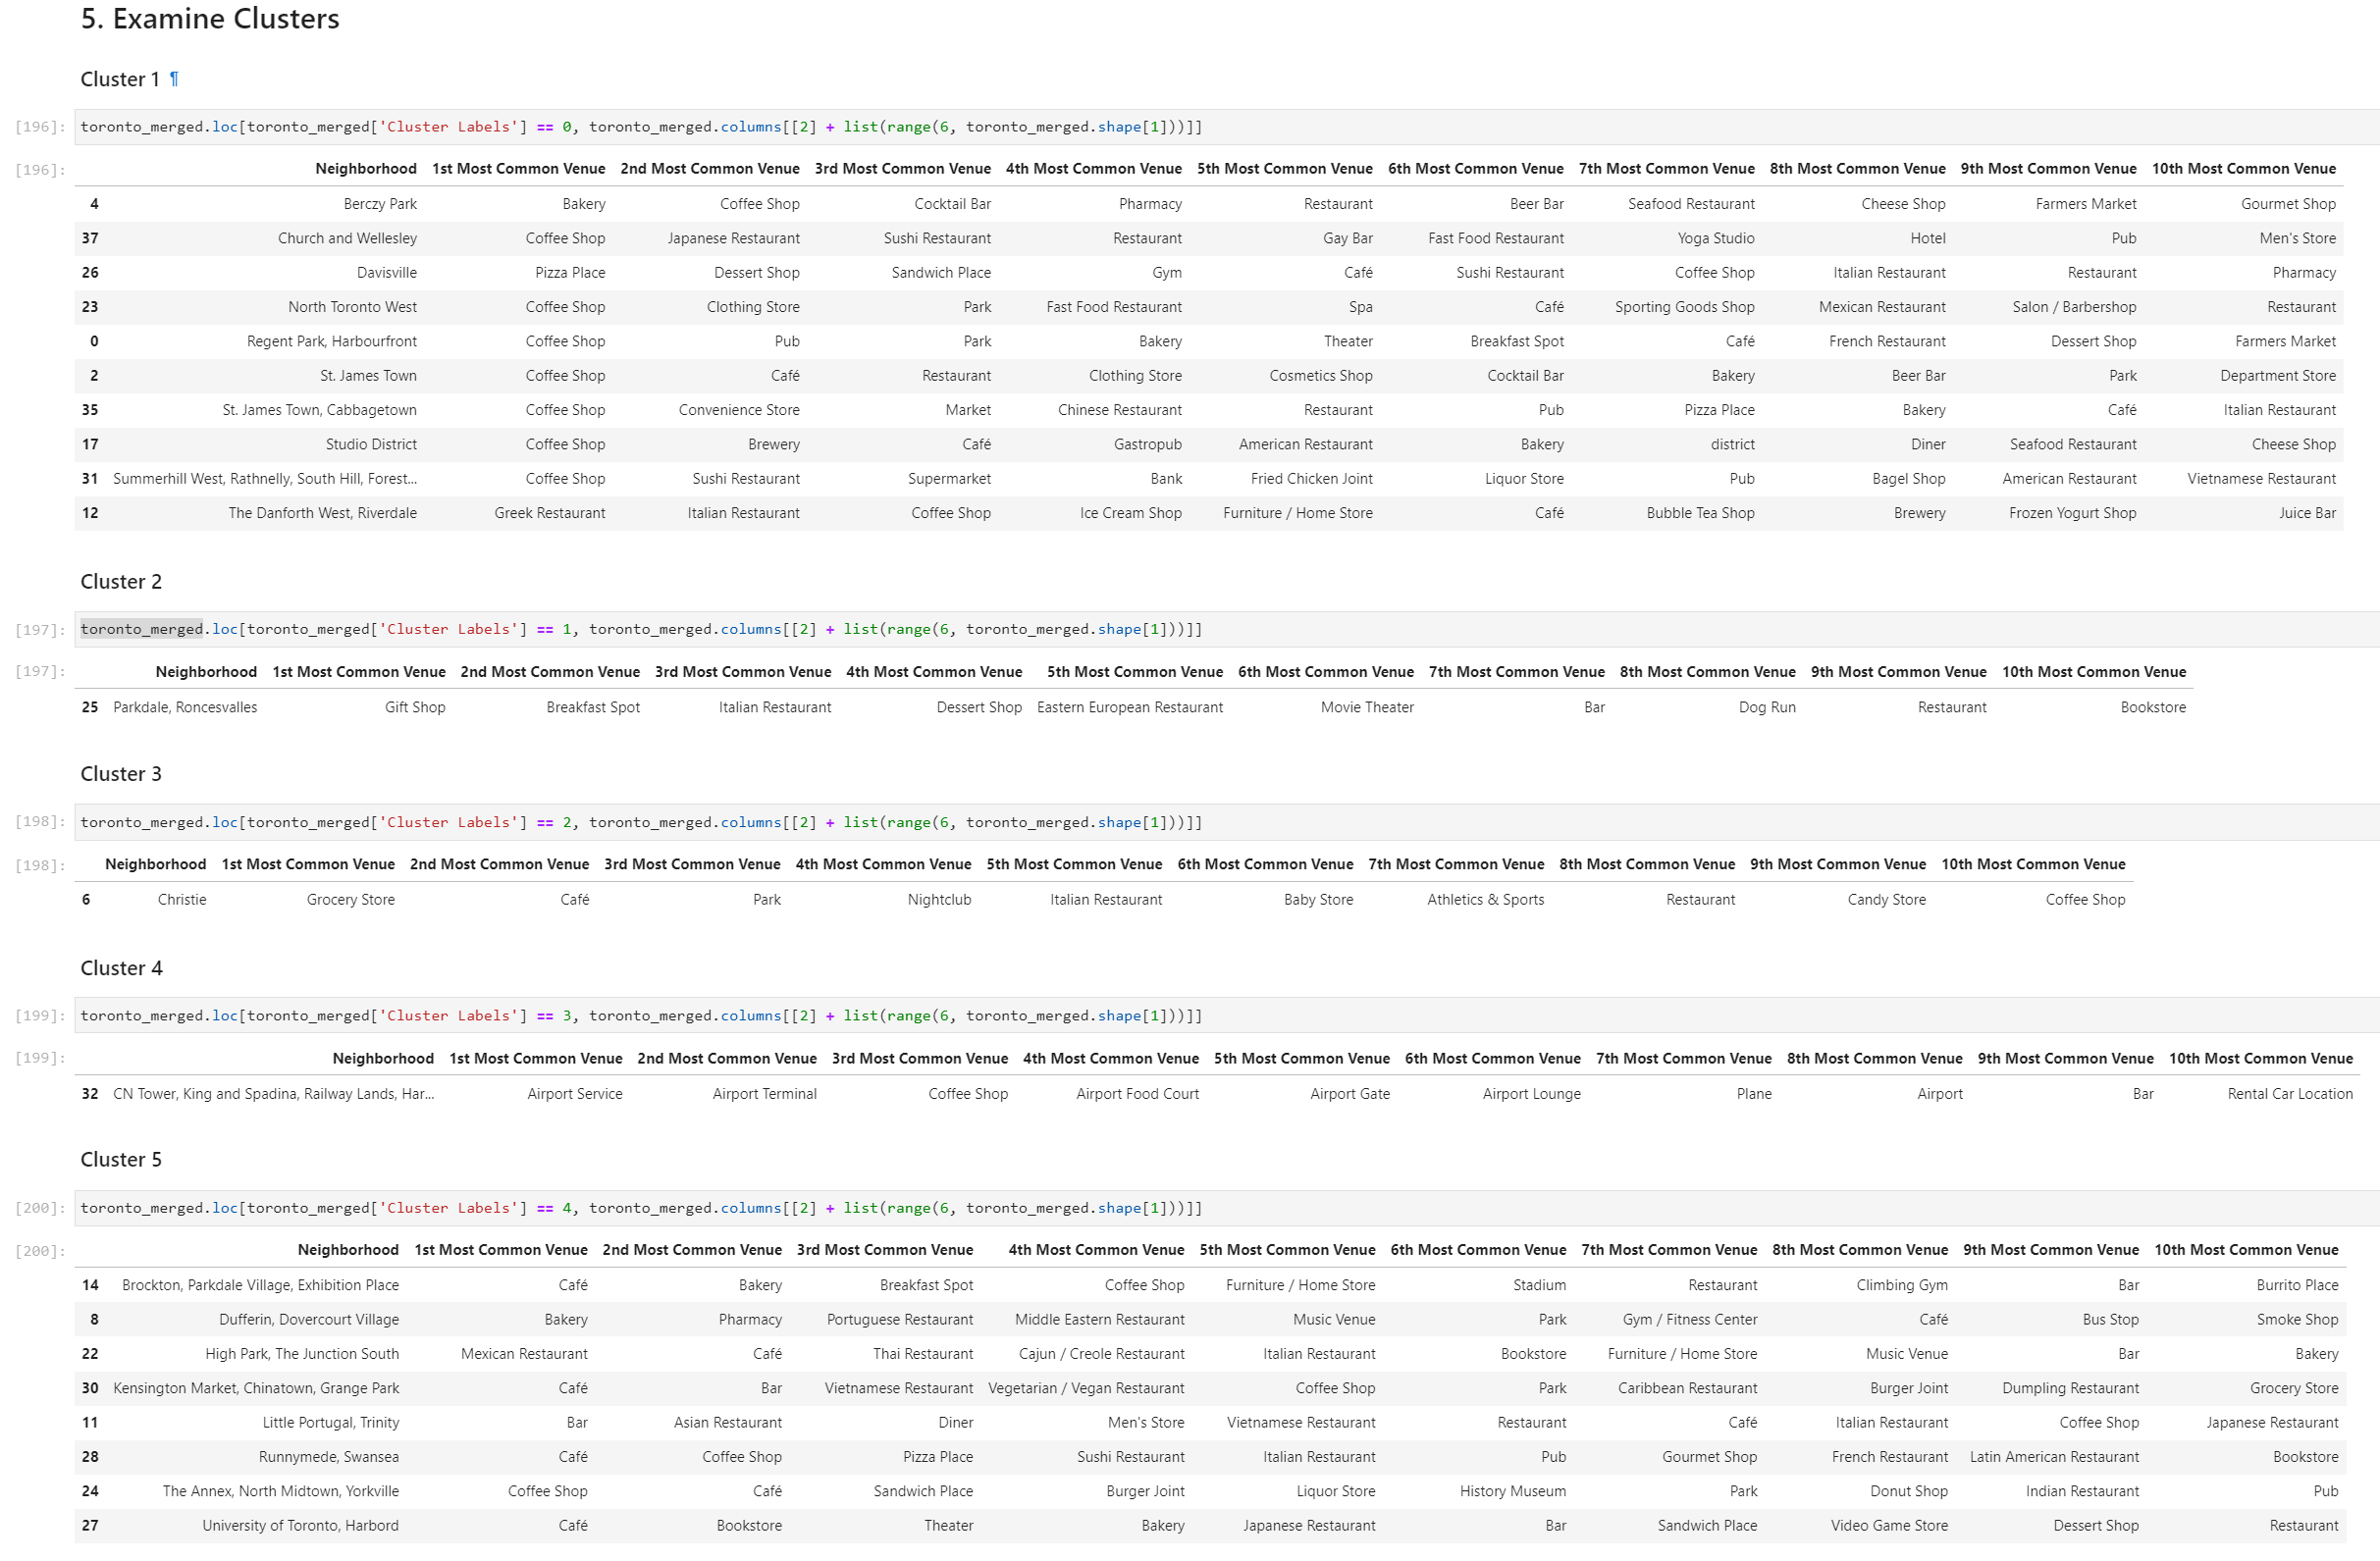 5. Examine Clusters
Cluster 1 ¶
[196]: toronto_merged.loc[toronto_merged['Cluster Labels'] == 0, toronto_merged.columns[[2] + list(range(6, toronto_merged.shape[1]))]]
[196]: Neighborhood 1st Most Common Venue 2nd Most Common Venue 3rd Most Common Venue 4th Most Common Venue 5th Most Common Venue 6th Most Common Venue 7th Most Common Venue 8th Most Common Venue 9th Most Common Venue 10th Most Common Venue
4 Berczy Park Bakery Coffee Shop Cocktail Bar Pharmacy Restaurant Beer Bar Seafood Restaurant Cheese Shop Farmers Market Gourmet Shop
37 Church and Wellesley Coffee Shop Japanese Restaurant Sushi Restaurant Restaurant Gay Bar Fast Food Restaurant Yoga Studio Hotel Pub Men's Store
26 Davisville Pizza Place Dessert Shop Sandwich Place Gym Café Sushi Restaurant Coffee Shop Italian Restaurant Restaurant Pharmacy
23 North Toronto West Coffee Shop Clothing Store Park Fast Food Restaurant Spa Café Sporting Goods Shop Mexican Restaurant Salon / Barbershop Restaurant
0 Regent Park, Harbourfront Coffee Shop Pub Park Bakery Theater Breakfast Spot Café French Restaurant Dessert Shop Farmers Market
2 St. James Town Coffee Shop Café Restaurant Clothing Store Cosmetics Shop Cocktail Bar Bakery Beer Bar Park Department Store
35 St. James Town, Cabbagetown Coffee Shop Convenience Store Market Chinese Restaurant Restaurant Pub Pizza Place Bakery Café Italian Restaurant
17 Studio District Coffee Shop Brewery Café Gastropub American Restaurant Bakery district Diner Seafood Restaurant Cheese Shop
31 Summerhill West, Rathnelly, South Hill, Forest... Coffee Shop Sushi Restaurant Supermarket Bank Fried Chicken Joint Liquor Store Pub Bagel Shop American Restaurant Vietnamese Restaurant
12 The Danforth West, Riverdale Greek Restaurant Italian Restaurant Coffee Shop Ice Cream Shop Furniture / Home Store Café Bubble Tea Shop Brewery Frozen Yogurt Shop Juice Bar
Cluster 2
[197]: toronto_merged.loc[toronto_merged['Cluster Labels'] == 1, toronto_merged.columns[[2] + list(range(6, toronto_merged.shape[1]))]]
[197]: Neighborhood 1st Most Common Venue 2nd Most Common Venue 3rd Most Common Venue 4th Most Common Venue 5th Most Common Venue 6th Most Common Venue 7th Most Common Venue 8th Most Common Venue 9th Most Common Venue 10th Most Common Venue
25 Parkdale, Roncesvalles Gift Shop Breakfast Spot Italian Restaurant Dessert Shop Eastern European Restaurant Movie Theater Bar Dog Run Restaurant Bookstore
Cluster 3
[198]: toronto_merged.loc[toronto_merged['Cluster Labels'] == 2, toronto_merged.columns[[2] + list(range(6, toronto_merged.shape[1]))]]
[198]: Neighborhood 1st Most Common Venue 2nd Most Common Venue 3rd Most Common Venue 4th Most Common Venue 5th Most Common Venue 6th Most Common Venue 7th Most Common Venue 8th Most Common Venue 9th Most Common Venue 10th Most Common Venue
6 Christie Grocery Store Café Park Nightclub Italian Restaurant Baby Store Athletics & Sports Restaurant Candy Store Coffee Shop
Cluster 4
[199]: toronto_merged.loc[toronto_merged['Cluster Labels'] == 3, toronto_merged.columns[[2] + list(range(6, toronto_merged.shape[1]))]]
[199]: Neighborhood 1st Most Common Venue 2nd Most Common Venue 3rd Most Common Venue 4th Most Common Venue 5th Most Common Venue 6th Most Common Venue 7th Most Common Venue 8th Most Common Venue 9th Most Common Venue 10th Most Common Venue
32 CN Tower, King and Spadina, Railway Lands, Har... Airport Service Airport Terminal Coffee Shop Airport Food Court Airport Gate Airport Lounge Plane Airport Bar Rental Car Location
Cluster 5
[200]: toronto_merged.loc[toronto_merged['Cluster Labels'] == 4, toronto_merged.columns[[2] + list(range(6, toronto_merged.shape[1]))]]
[200]: Neighborhood 1st Most Common Venue 2nd Most Common Venue 3rd Most Common Venue 4th Most Common Venue 5th Most Common Venue 6th Most Common Venue 7th Most Common Venue 8th Most Common Venue 9th Most Common Venue 10th Most Common Venue
14 Brockton, Parkdale Village, Exhibition Place Café Bakery Breakfast Spot Coffee Shop Furniture / Home Store Stadium Restaurant Climbing Gym Bar Burrito Place
8 Dufferin, Dovercourt Village Bakery Pharmacy Portuguese Restaurant Middle Eastern Restaurant Music Venue Park Gym / Fitness Center Café Bus Stop Smoke Shop
22 High Park, The Junction South Mexican Restaurant Café Thai Restaurant Cajun / Creole Restaurant Italian Restaurant Bookstore Furniture / Home Store Music Venue Bar Bakery
30 Kensington Market, Chinatown, Grange Park Café Bar Vietnamese Restaurant Vegetarian / Vegan Restaurant Coffee Shop Park Caribbean Restaurant Burger Joint Dumpling Restaurant Grocery Store
11 Little Portugal, Trinity Bar Asian Restaurant Diner Men's Store Vietnamese Restaurant Restaurant Café Italian Restaurant Coffee Shop Japanese Restaurant
28 Runnymede, Swansea Café Coffee Shop Pizza Place Sushi Restaurant Italian Restaurant Pub Gourmet Shop French Restaurant Latin American Restaurant Bookstore
24 The Annex, North Midtown, Yorkville Coffee Shop Café Sandwich Place Burger Joint Liquor Store History Museum Park Donut Shop Indian Restaurant Pub
27 University of Toronto, Harbord Café Bookstore Theater Bakery Japanese Restaurant Bar Sandwich Place Video Game Store Dessert Shop Restaurant